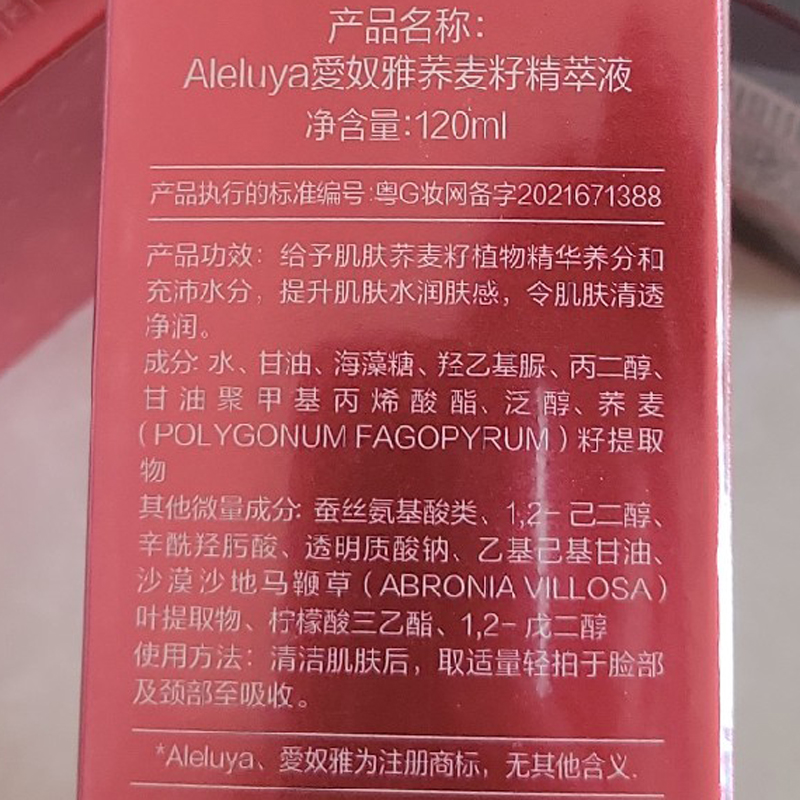 产品名称：
Aleluya愛奴雅荞麦籽精萃液
净含量：120ml
产品执行的标准编号：粤G妆网备字2021671388
产品功效：给予肌肤荞麦籽植物精华养分和
充沛水分，提升肌肤水润肤感，令肌肤清透
净润。
成分：水、甘油、海藻糖、羟乙基脲、丙二醇、
甘油聚甲基丙烯酸酯、泛醇、荞麦
(POLYGONUM FAGOPYRUM)籽提取
物
其他微量成分：蚕丝氨基酸类、1,2-己二醇、
辛酰羟肟酸、透明质酸钠、乙基己基甘油、
沙漠沙地马鞭草(ABRONIA VILLOSA)
叶提取物、柠檬酸三乙酯、1,2-戊二醇
使用方法：清洁肌肤后，取适量轻拍于脸部
及颈部至吸收。
*Aleluya、愛奴雅为注册商标，无其他含义.